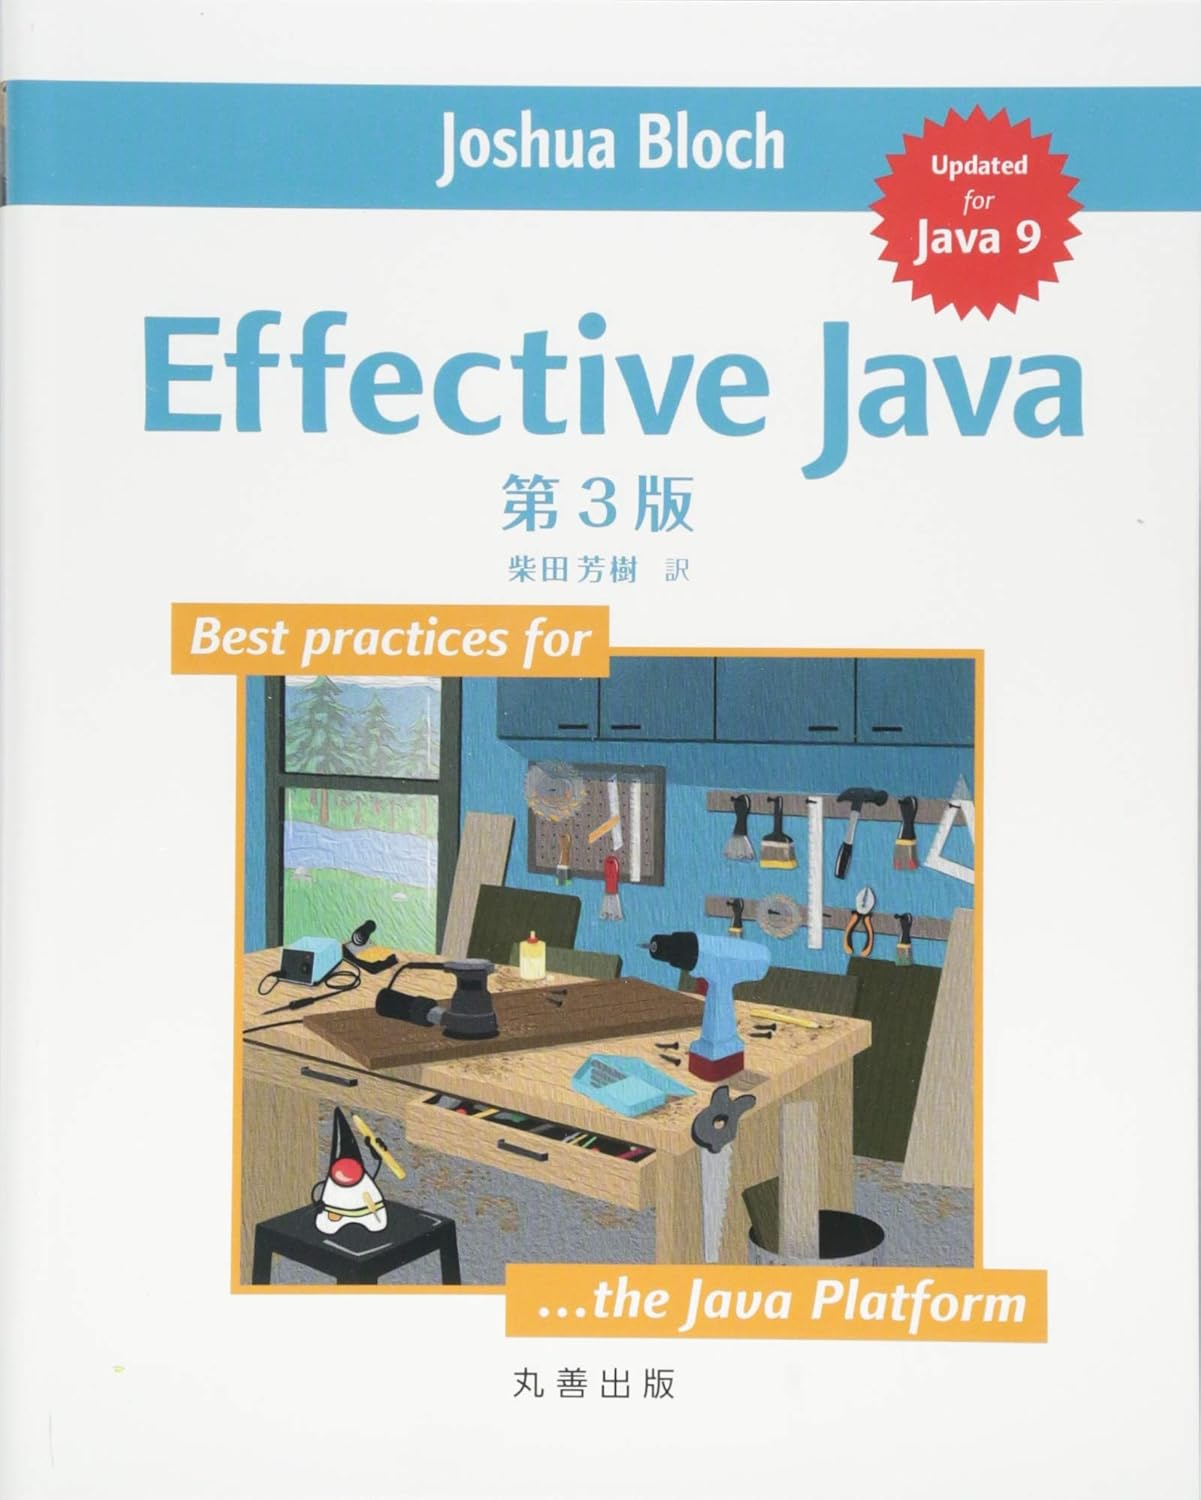 Joshua Bloch
Updated
for
Java 9
Effective Java
第3版
柴田芳樹 訳
Best practices for
...the Java Platform
丸善出版